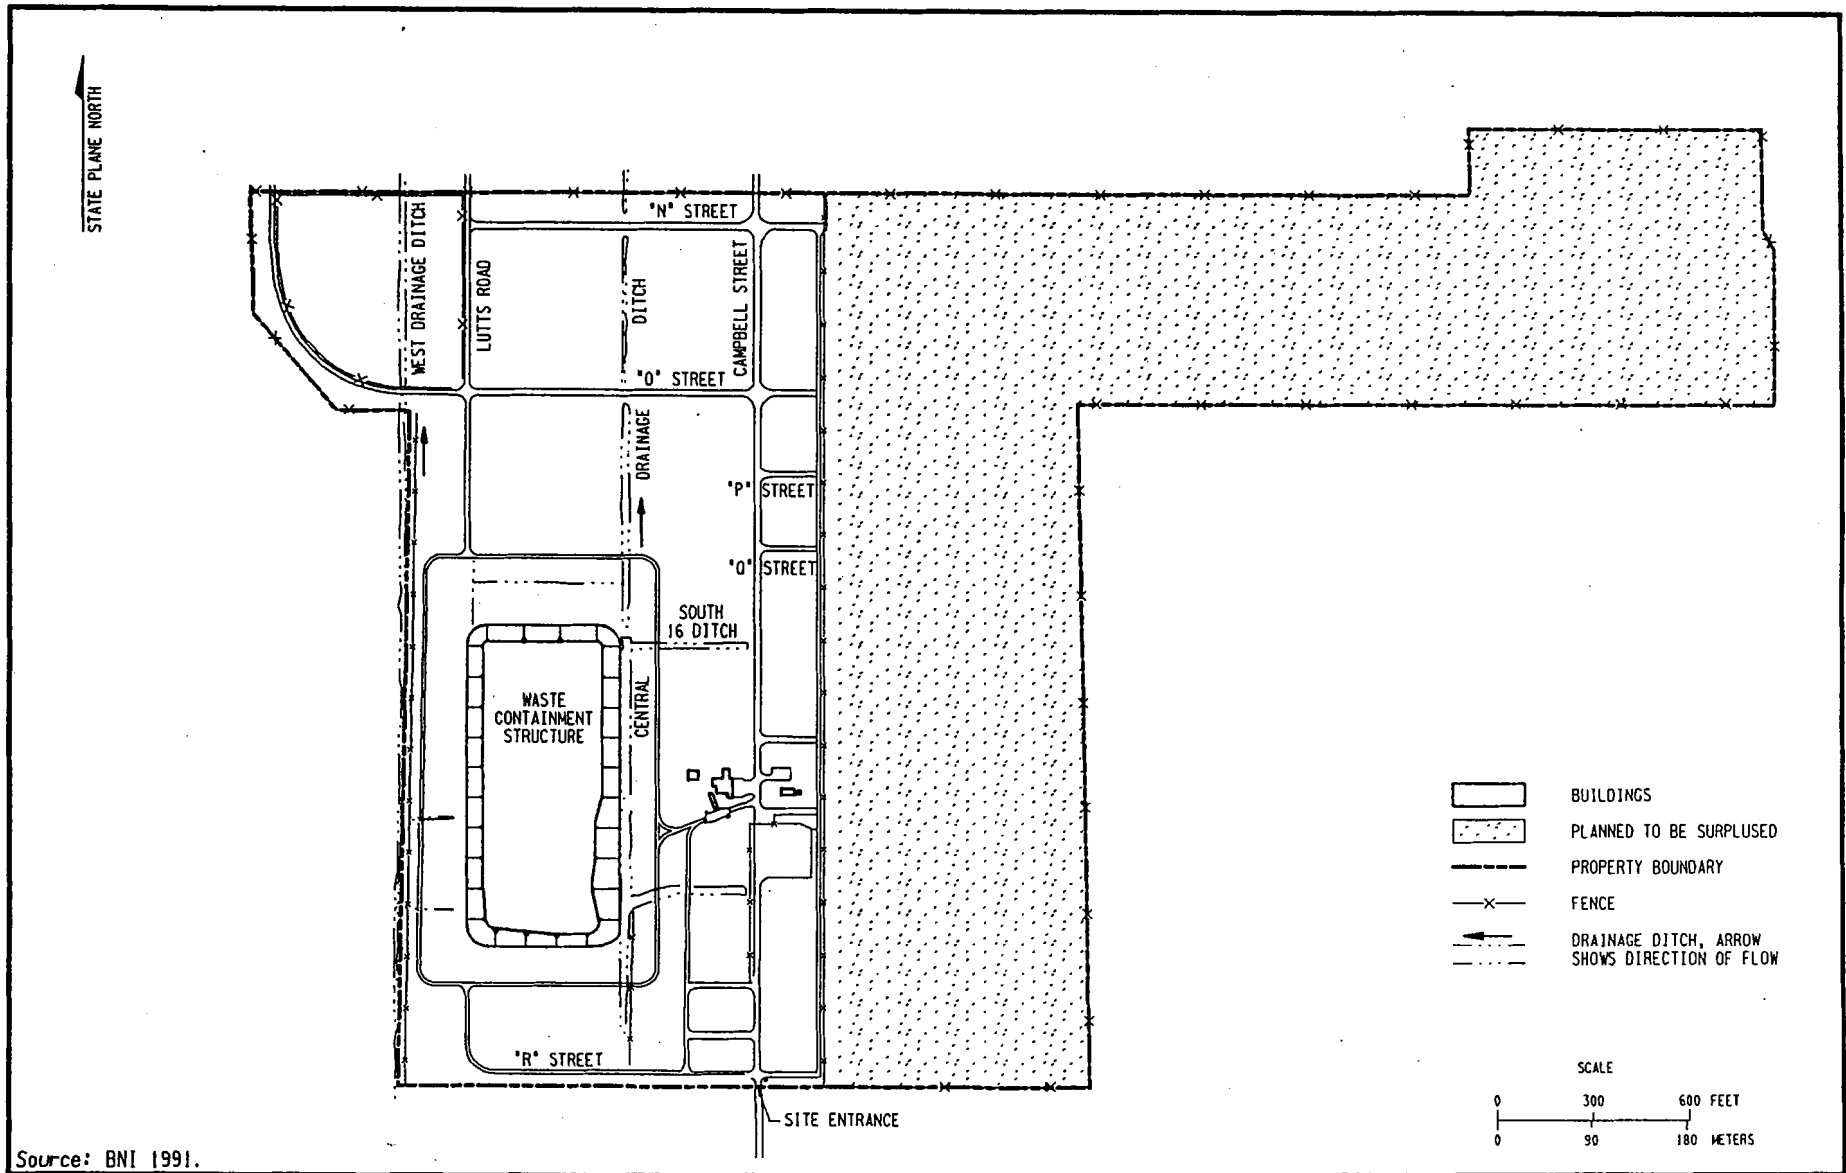 STATE PLANE NORTH
WEST DRAINAGE DITCH
LUTTS ROAD
"N" STREET
DITCH
CAMPBELL STREET
"O" STREET
DRAINAGE
"P" STREET
"Q" STREET
SOUTH
16 DITCH
WASTE
CONTAINMENT
STRUCTURE
CENTRAL
"R" STREET
SITE ENTRANCE
BUILDINGS
PLANNED TO BE SURPLUSED
PROPERTY BOUNDARY
FENCE
DRAINAGE DITCH, ARROW
SHOWS DIRECTION OF FLOW
SCALE
0 300 600 FEET
0 90 180 METERS
Source: BNI 1991.